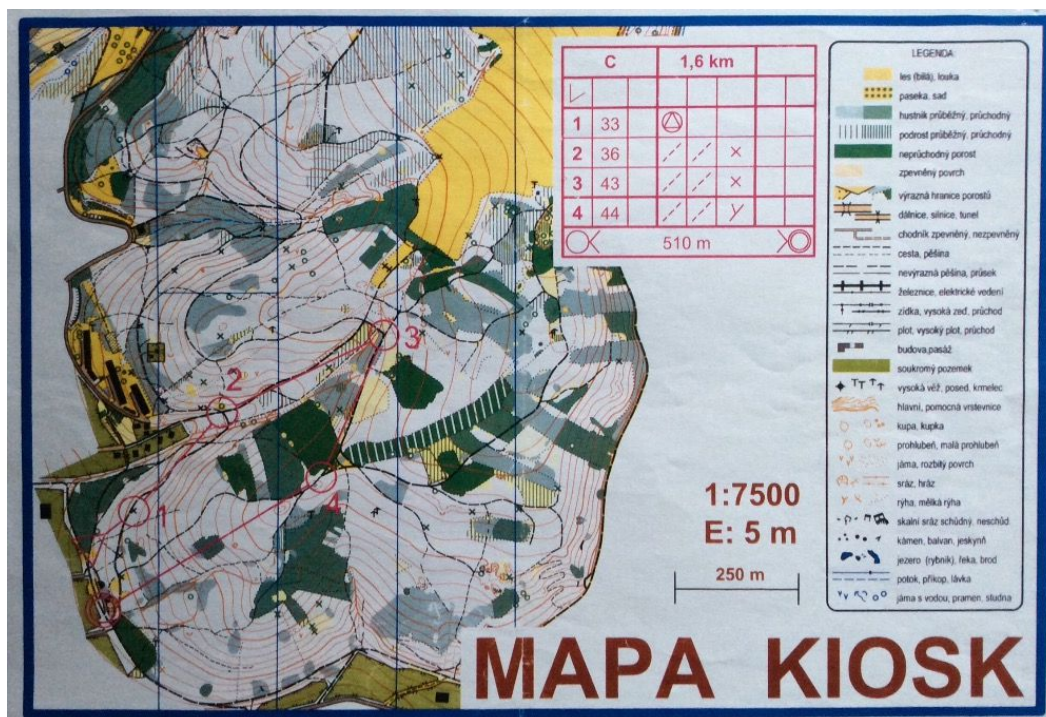 C 1,6 km
1 33
2 36 ×
3 43 ×
4 44
510 m
LEGENDA:
les (bílá), louka
paseka, sad
hustník průběžný, průchodný
podrost průběžný, průchodný
neprůchodný porost
zpevněný povrch
výrazná hranice porostů
dálnice, silnice, tunel
chodník zpevněný, nezpevněný
cesta, pěšina
nevýrazná pěšina, průsek
železnice, elektrické vedení
zídka, vysoká zeď, průchod
plot, vysoký plot, průchod
budova,pasáž
soukromý pozemek
vysoká věž, posed, krmelec
hlavní, pomocná vrstevnice
kupa, kupka
prohlubeň, malá prohlubeň
jáma, rozbitý povrch
sráz, hráz
rýha, mělká rýha
skalní sráz schůdný, neschůd
kámen, balvan, jeskyně
jezero (rybník), řeka, brod
potok, příkop, lávka
jáma s vodou, pramen, studna
3
2
1
4
1:7500
E: 5 m
250 m
MAPA KIOSK